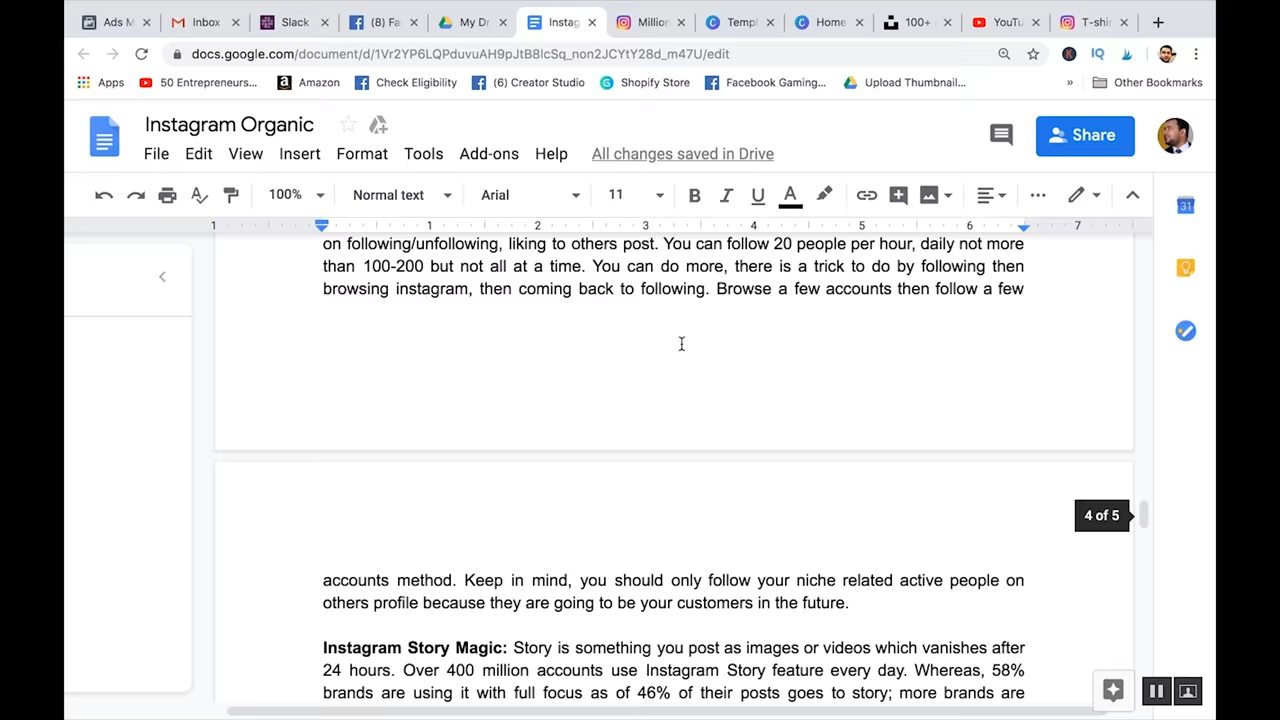 Ads M
Inbox
Slack
(8) Fa
My Dr
Instag
Million
Templ
Home
100+
YouTu
T-shir
docs.google.com/document/d/1Vr2YP6LQPduvuAH9pJtB8lcSq_non2JCYtY28d_m47U/edit
Apps
50 Entrepreneurs...
Amazon
Check Eligibility
(6) Creator Studio
Shopify Store
Facebook Gaming...
Upload Thumbnail...
»
Other Bookmarks
Instagram Organic
Share
File Edit View Insert Format Tools Add-ons Help All changes saved in Drive
100% Normal text Arial 11 B I U A
1 1 2 3 4 5 6 7
31
on following/unfollowing, liking to others post. You can follow 20 people per hour, daily not more
than 100-200 but not all at a time. You can do more, there is a trick to do by following then
browsing instagram, then coming back to following. Browse a few accounts then follow a few
4 of 5
accounts method. Keep in mind, you should only follow your niche related active people on
others profile because they are going to be your customers in the future.
Instagram Story Magic: Story is something you post as images or videos which vanishes after
24 hours. Over 400 million accounts use Instagram Story feature every day. Whereas, 58%
brands are using it with full focus as of 46% of their posts goes to story; more brands are